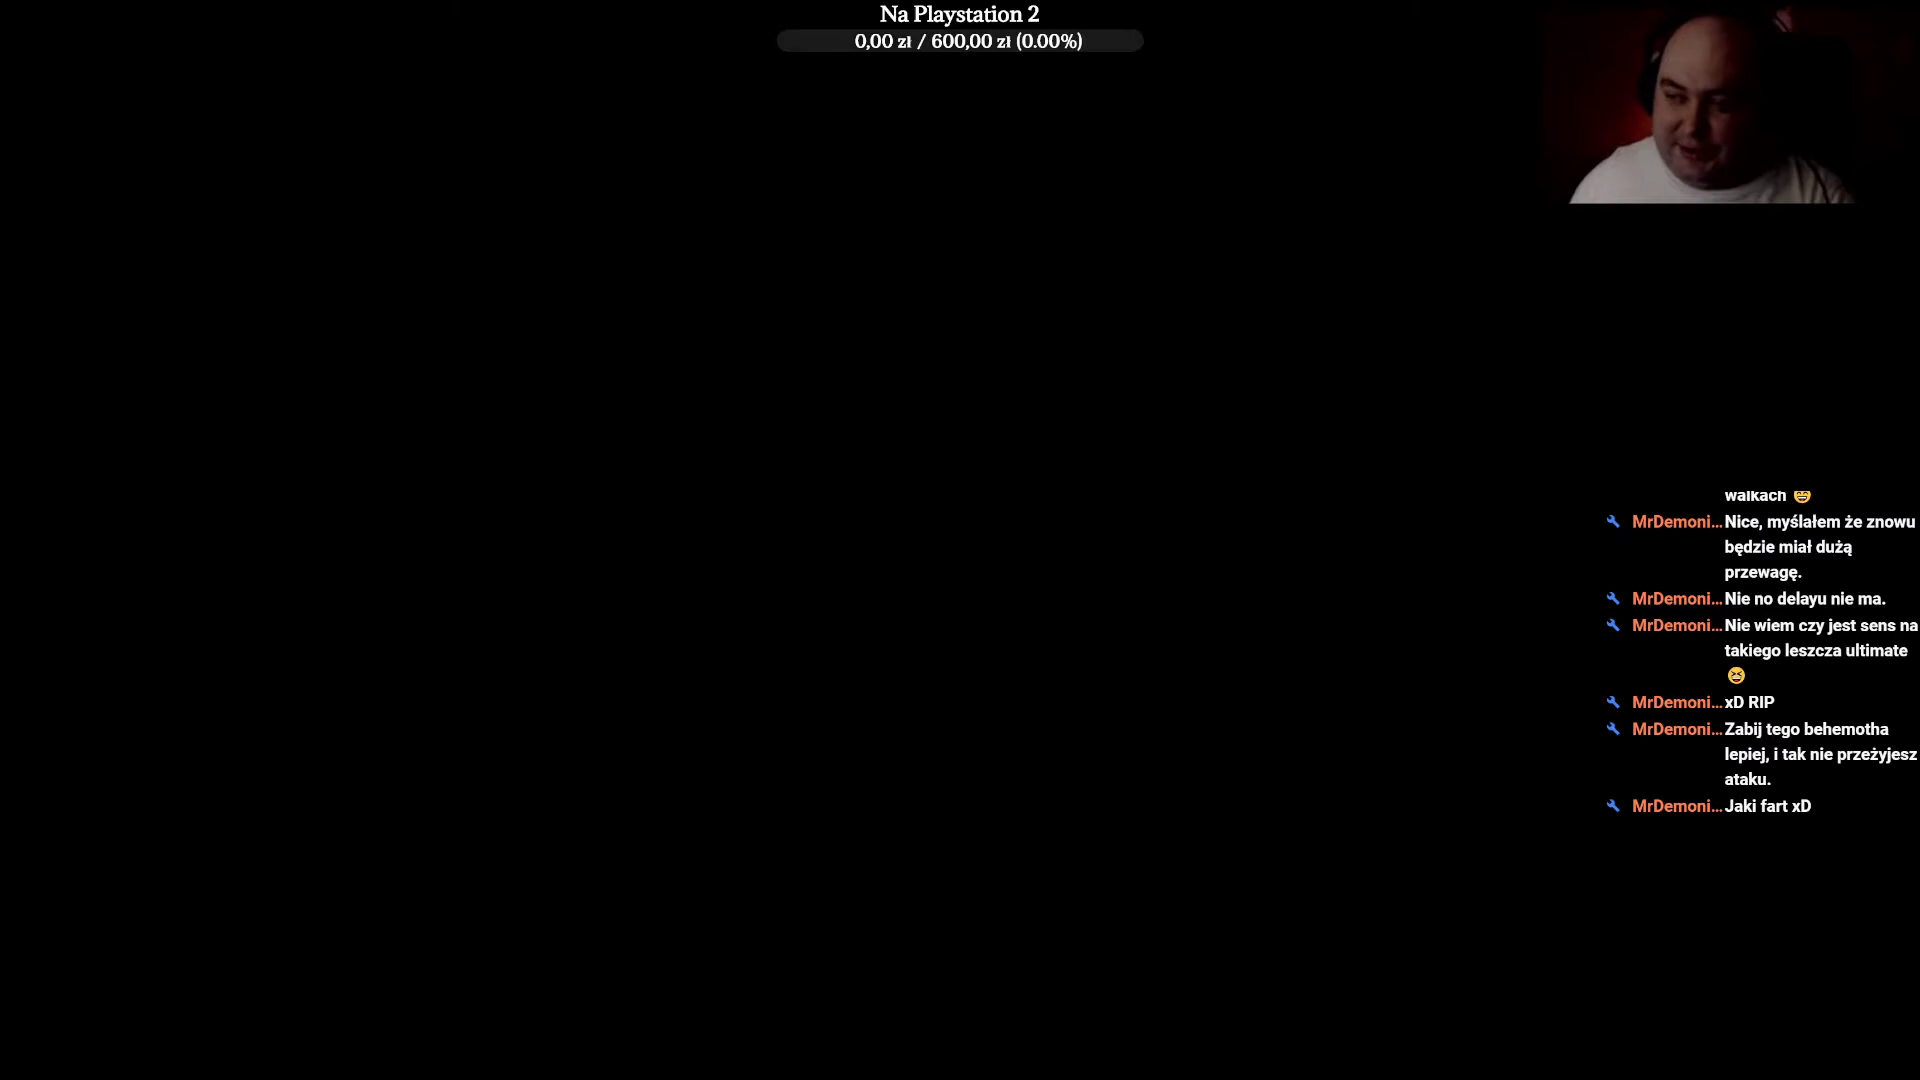 Na Playstation 2
0,00 zł / 600,00 zł (0.00%)
walkach 😁
MrDemoni... Nice, myślałem że znowu
będzie miał dużą
przewagę.
MrDemoni... Nie no delayu nie ma.
MrDemoni... Nie wiem czy jest sens na
takiego leszcza ultimate
😆
MrDemoni... xD RIP
MrDemoni... Zabij tego behemotha
lepiej, i tak nie przeżyjesz
ataku.
MrDemoni... Jaki fart xD